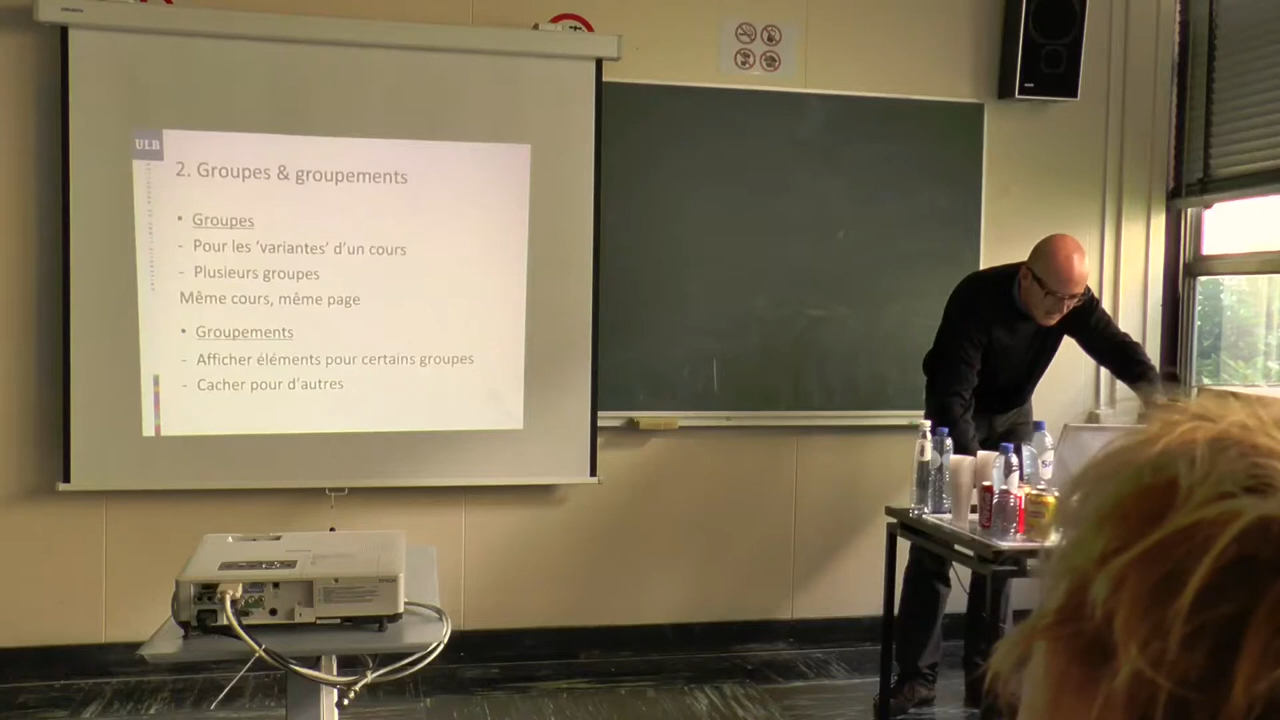 ULB
2. Groupes & groupements
• Groupes
- Pour les ‘variantes’ d’un cours
- Plusieurs groupes
Même cours, même page
• Groupements
- Afficher éléments pour certains groupes
- Cacher pour d’autres
EPSON